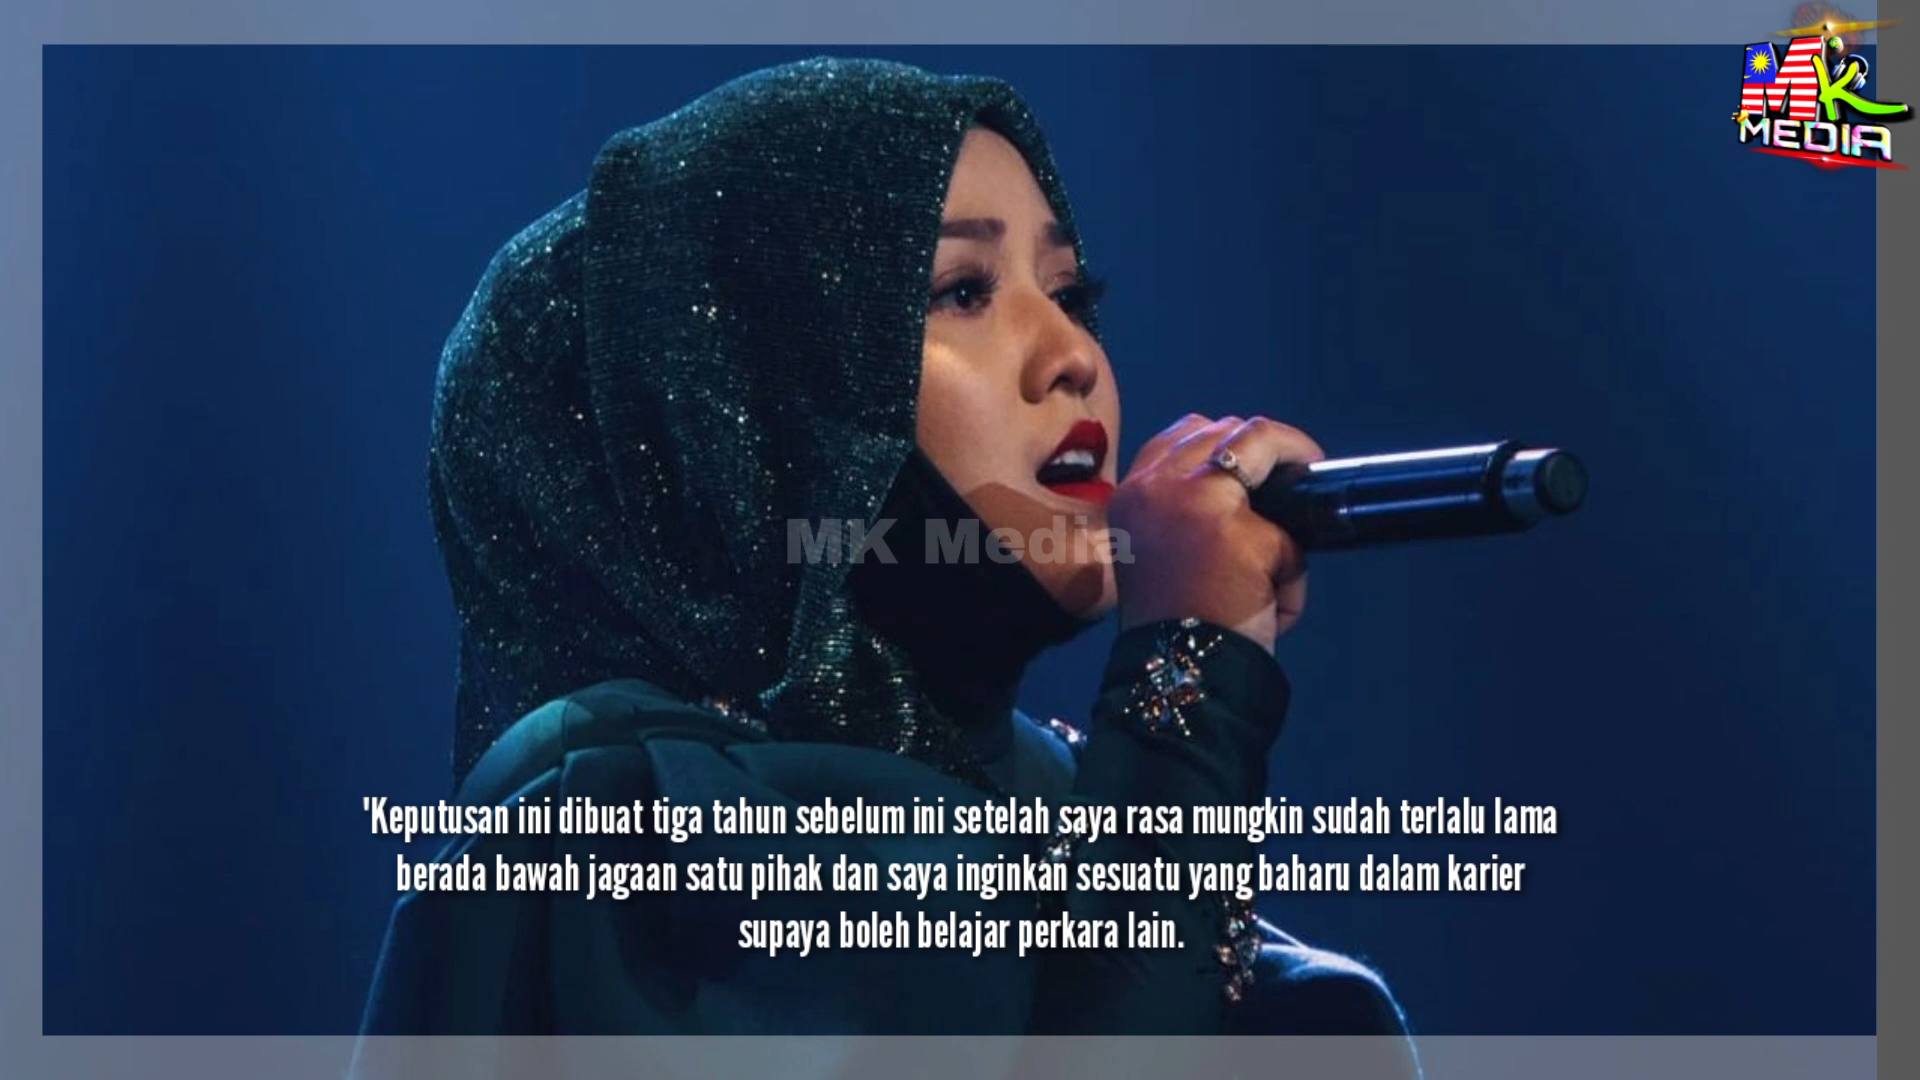 MK
MEDIA
MK Media
"Keputusan ini dibuat tiga tahun sebelum ini setelah saya rasa mungkin sudah terlalu lama
berada bawah jagaan satu pihak dan saya inginkan sesuatu yang baharu dalam karier
supaya boleh belajar perkara lain.